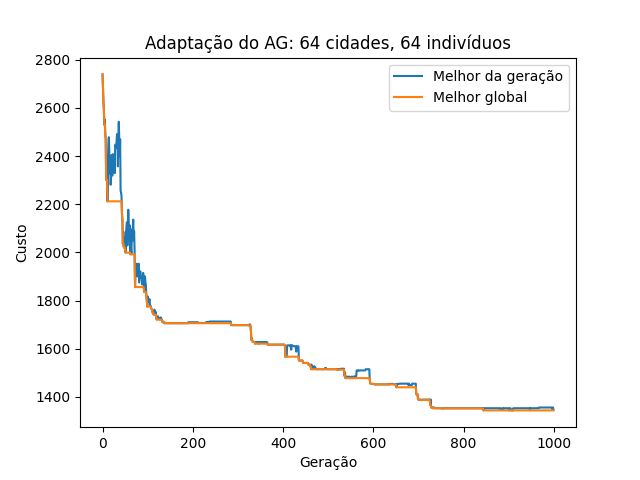 Adaptação do AG: 64 cidades, 64 indivíduos
Melhor da geração
Melhor global
Custo
2800
2600
2400
2200
2000
1800
1600
1400
0 200 400 600 800 1000
Geração